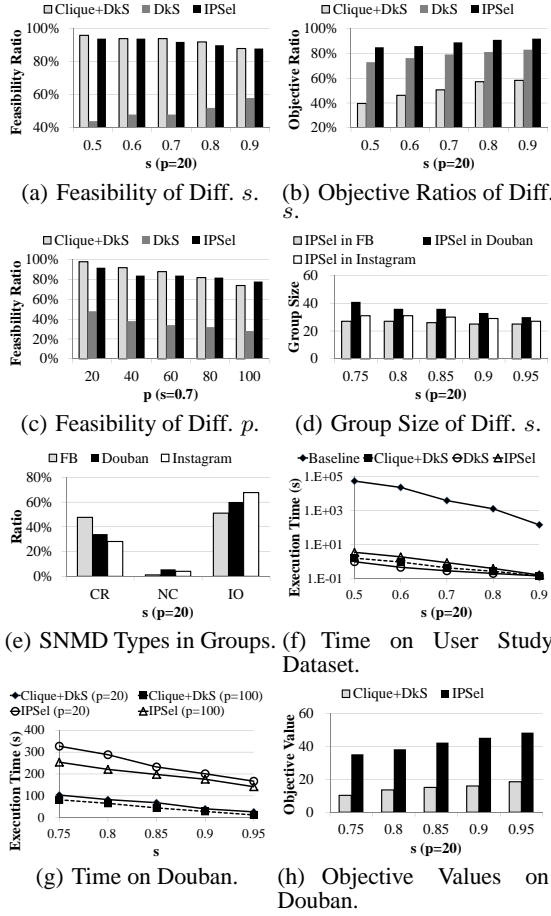 Clique+DkS DkS IPSel
Feasibility Ratio
100%
80%
60%
40%
0.5 0.6 0.7 0.8 0.9
s (p=20)
(a) Feasibility of Diff. s.
Clique+DkS DkS IPSel
Objective Ratio
100%
80%
60%
40%
20%
0.5 0.6 0.7 0.8 0.9
s (p=20)
(b) Objective Ratios of Diff.
s.
Clique+DkS DkS IPSel
Feasibility Ratio
100%
80%
60%
40%
20%
0%
20 40 60 80 100
p (s=0.7)
(c) Feasibility of Diff. p.
IPSel in FB IPSel in Douban
IPSel in Instagram
Group Size
60
40
20
0
0.75 0.8 0.85 0.9 0.95
s (p=20)
(d) Group Size of Diff. s.
FB Douban Instagram
Ratio
80%
60%
40%
20%
0%
CR NC IO
s (p=20)
(e) SNMD Types in Groups.
Baseline Clique+DkS DkS IPSel
Execution Time (s)
1.E+05
1.E+03
1.E+01
1.E-01
0.5 0.6 0.7 0.8 0.9
s (p=20)
(f) Time on User Study
Dataset.
Clique+DkS (p=20) Clique+DkS (p=100)
IPSel (p=20) IPSel (p=100)
Execution Time (s)
400
300
200
100
0
0.75 0.8 0.85 0.9 0.95
s
(g) Time on Douban.
Clique+DkS IPSel
Objective Value
60
40
20
0
0.75 0.8 0.85 0.9 0.95
s (p=20)
(h) Objective Values on
Douban.